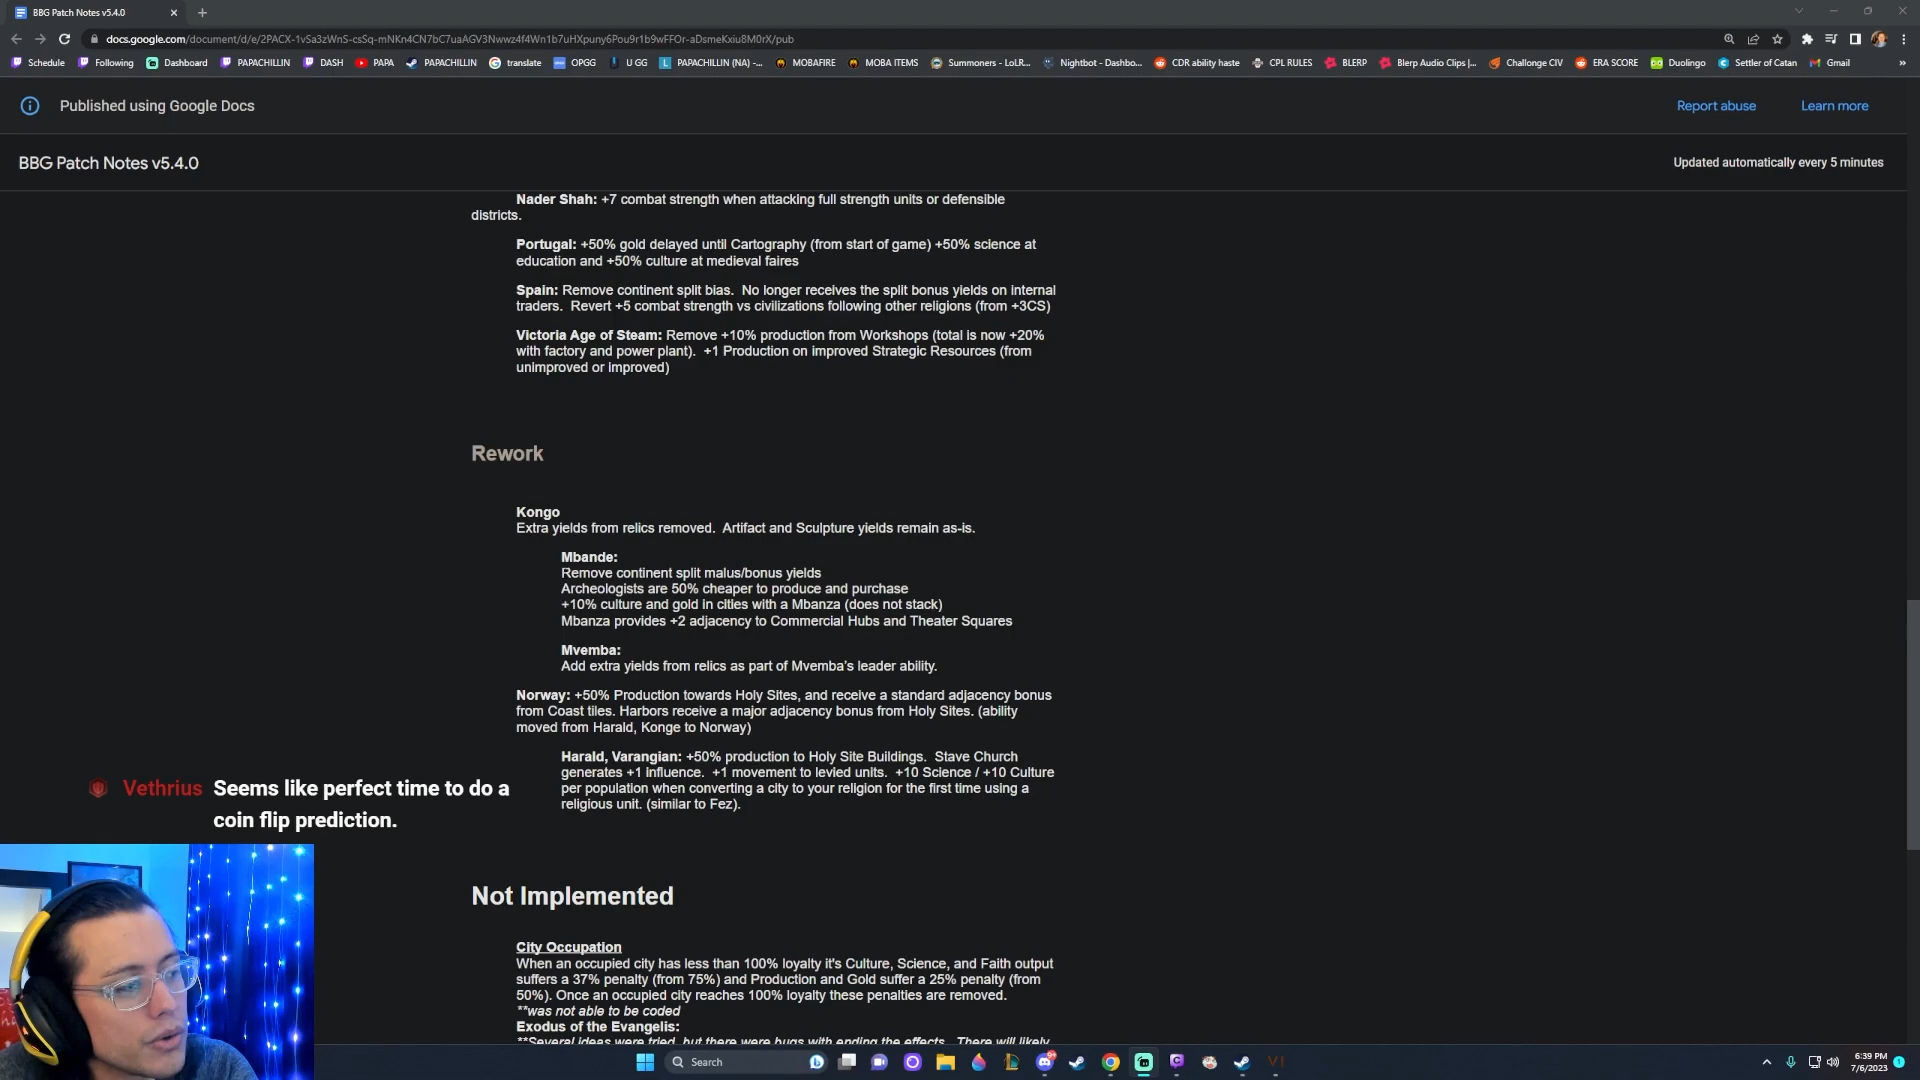 BBG Patch Notes v5.4.0
docs.google.com/document/d/e/2PACX-1vSa3zWnS-csSq-mNKn4CN7bC7uaAGV3Nwwz4f4Wn1b7uHXpuny6Pou9r1b9wFFOr-aDsmeKxiu8M0rX/pub
Schedule Following Dashboard PAPACHILLIN DASH PAPA PAPACHILLIN translate OPGG U GG PAPACHILLIN (NA) -... MOBAFIRE MOBA ITEMS Summoners - LoLR... Nightbot - Dashbo... CDR ability haste CPL RULES BLERP Blerp Audio Clips |... Challonge CIV ERA SCORE Duolingo Settler of Catan Gmail »
Published using Google Docs Report abuse Learn more
BBG Patch Notes v5.4.0 Updated automatically every 5 minutes
Nader Shah: +7 combat strength when attacking full strength units or defensible
districts.
Portugal: +50% gold delayed until Cartography (from start of game) +50% science at
education and +50% culture at medieval faires
Spain: Remove continent split bias. No longer receives the split bonus yields on internal
traders. Revert +5 combat strength vs civilizations following other religions (from +3CS)
Victoria Age of Steam: Remove +10% production from Workshops (total is now +20%
with factory and power plant). +1 Production on improved Strategic Resources (from
unimproved or improved)
Rework
Kongo
Extra yields from relics removed. Artifact and Sculpture yields remain as-is.
Mbande:
Remove continent split malus/bonus yields
Archeologists are 50% cheaper to produce and purchase
+10% culture and gold in cities with a Mbanza (does not stack)
Mbanza provides +2 adjacency to Commercial Hubs and Theater Squares
Mvemba:
Add extra yields from relics as part of Mvemba's leader ability.
Norway: +50% Production towards Holy Sites, and receive a standard adjacency bonus
from Coast tiles. Harbors receive a major adjacency bonus from Holy Sites. (ability
moved from Harald, Konge to Norway)
Harald, Varangian: +50% production to Holy Site Buildings. Stave Church
generates +1 influence. +1 movement to levied units. +10 Science / +10 Culture
per population when converting a city to your religion for the first time using a
religious unit. (similar to Fez).
Vethrius Seems like perfect time to do a
coin flip prediction.
Not Implemented
City Occupation
When an occupied city has less than 100% loyalty it's Culture, Science, and Faith output
suffers a 37% penalty (from 75%) and Production and Gold suffer a 25% penalty (from
50%). Once an occupied city reaches 100% loyalty these penalties are removed.
**was not able to be coded
Exodus of the Evangelis:
**Several ideas were tried, but there were bugs with ending the effects. There will likely
Search
6:39 PM
7/6/2023
1